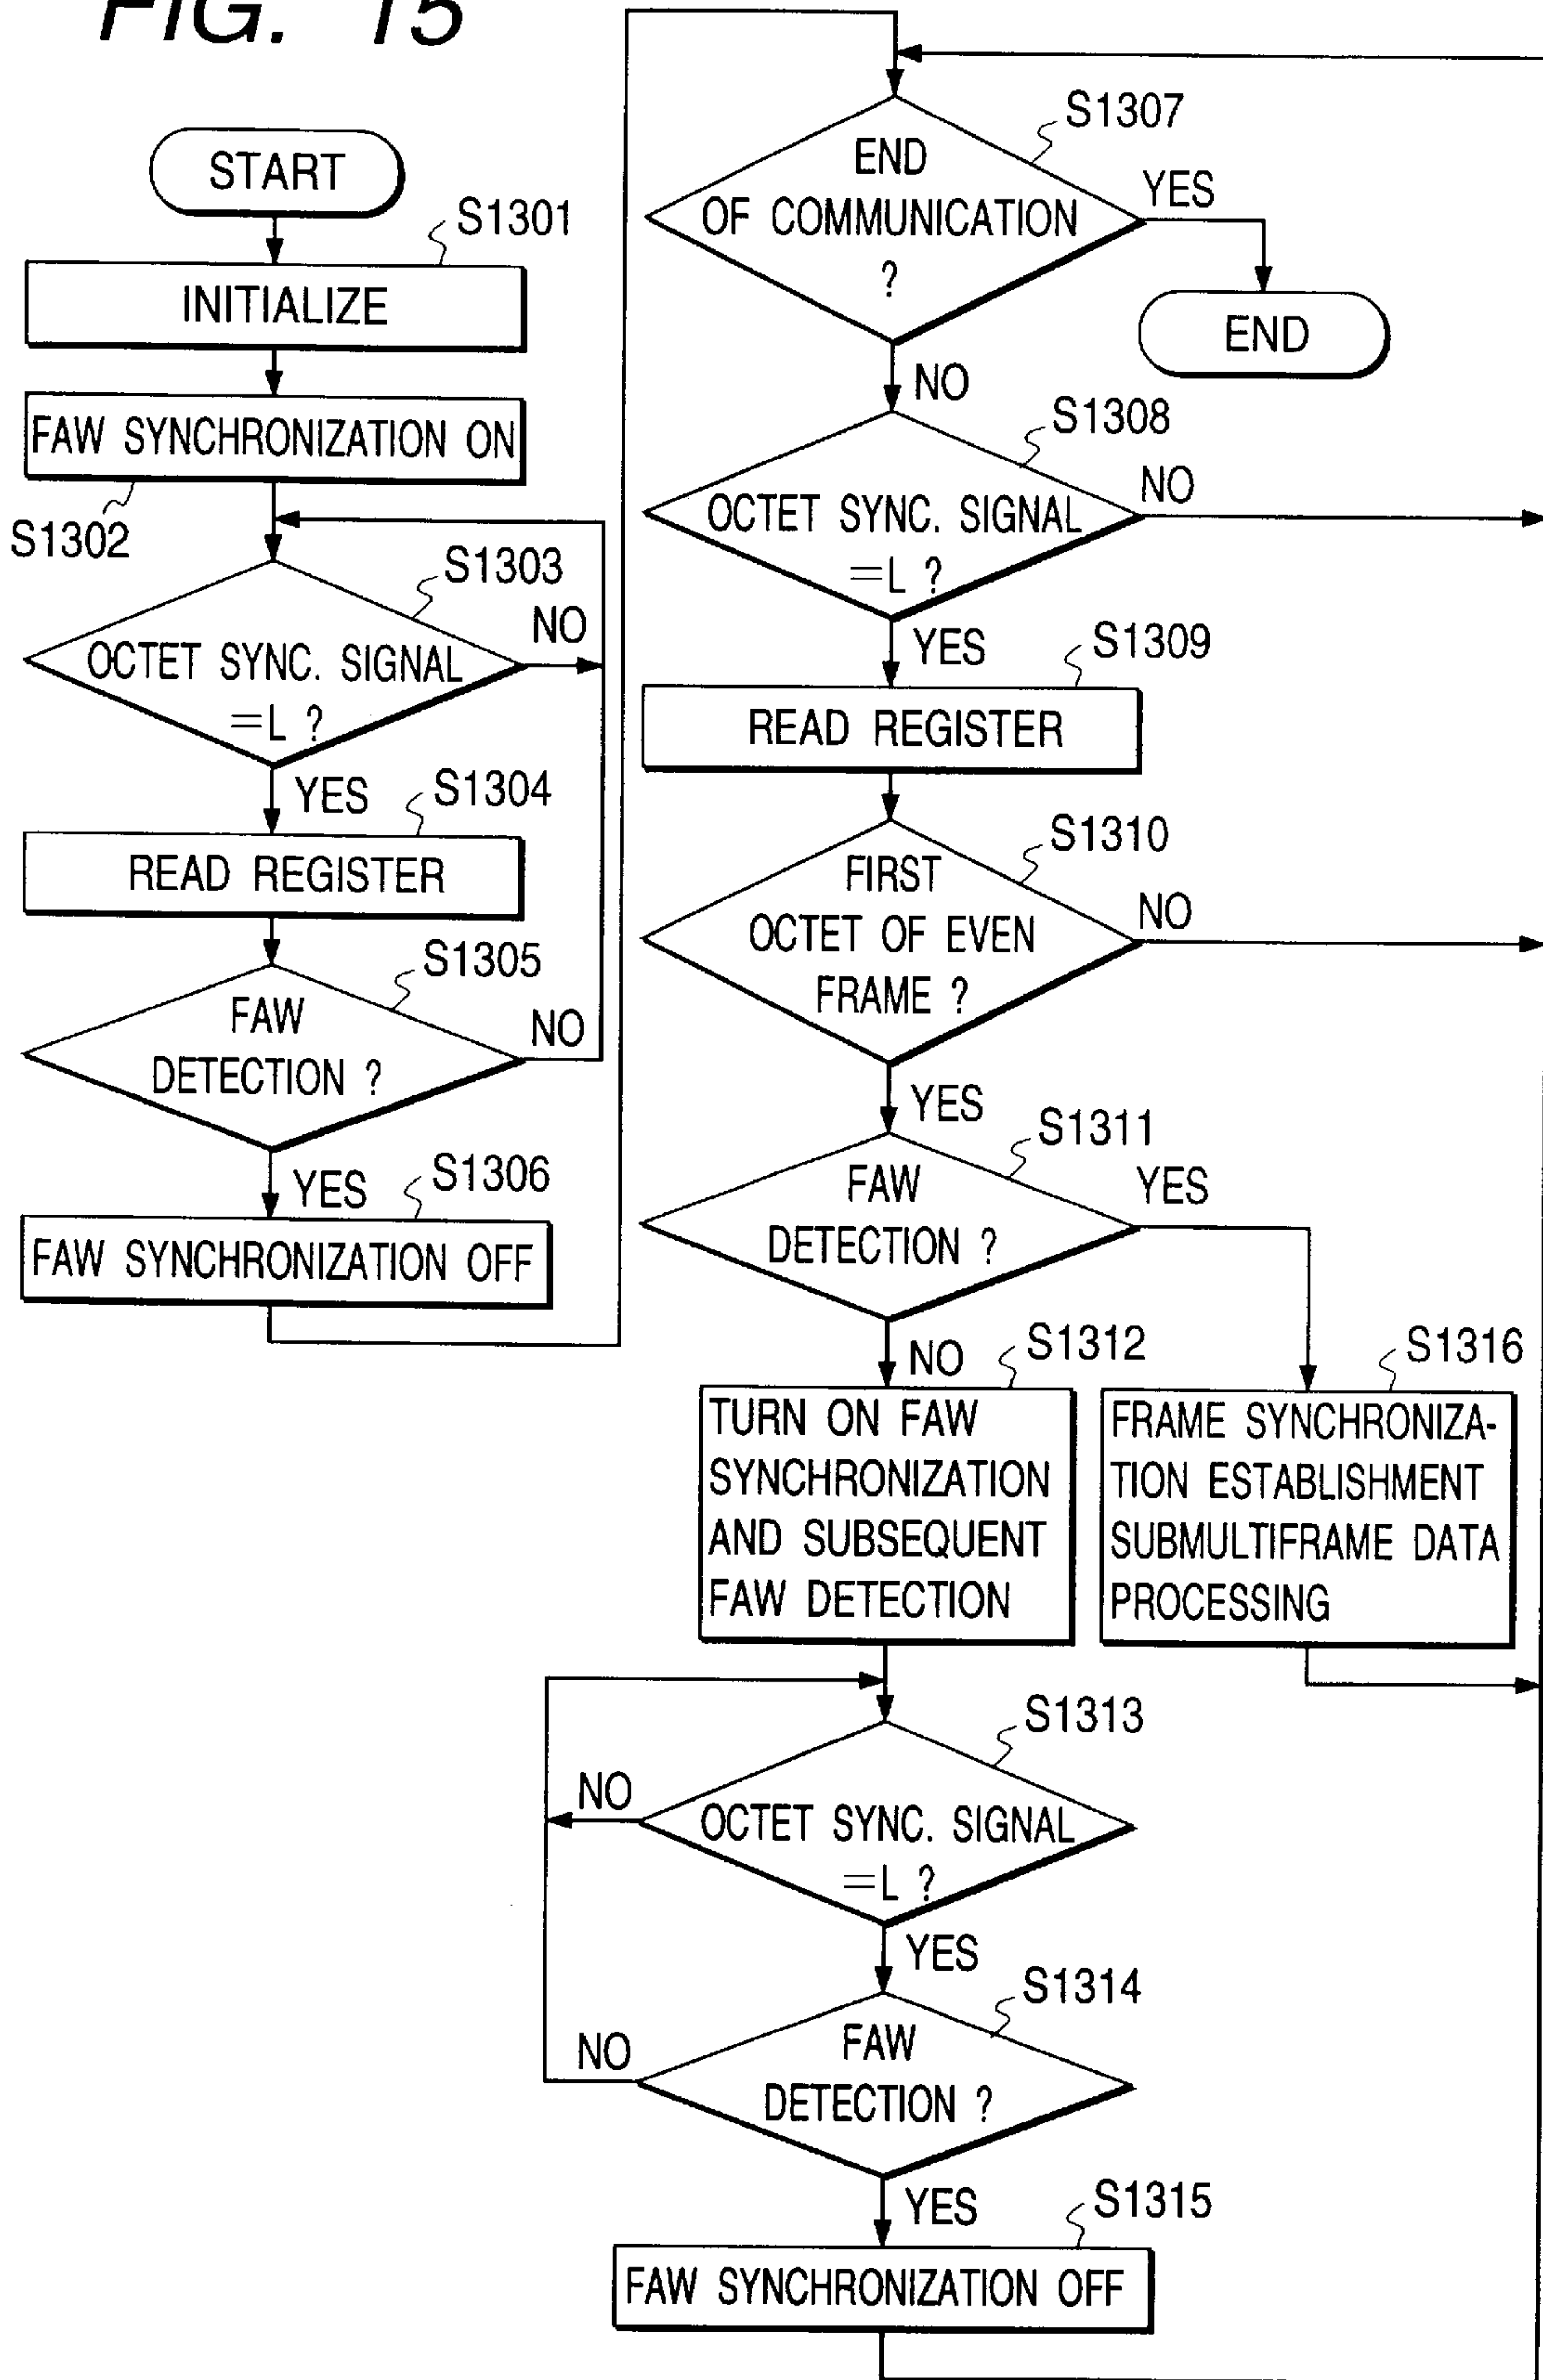 FIG. 15
START
S1301
INITIALIZE
FAW SYNCHRONIZATION ON
S1302
S1303
OCTET SYNC. SIGNAL
=L ?
NO
YES
S1304
READ REGISTER
S1305
FAW
DETECTION ?
NO
YES
S1306
FAW SYNCHRONIZATION OFF
S1307
END
OF COMMUNICATION
?
YES
END
NO
S1308
OCTET SYNC. SIGNAL
=L ?
NO
YES
S1309
READ REGISTER
S1310
FIRST
OCTET OF EVEN
FRAME ?
NO
YES
S1311
FAW
DETECTION ?
YES
NO
S1312
TURN ON FAW
SYNCHRONIZATION
AND SUBSEQUENT
FAW DETECTION
S1316
FRAME SYNCHRONIZA-
TION ESTABLISHMENT
SUBMULTIFRAME DATA
PROCESSING
S1313
NO
OCTET SYNC. SIGNAL
=L ?
YES
S1314
NO
FAW
DETECTION ?
YES
S1315
FAW SYNCHRONIZATION OFF